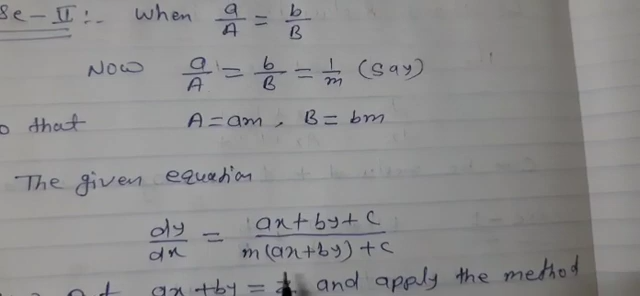 se-II:- When a/A = b/B
Now a/A = b/B = 1/m (Say)
o that A = am, B = bm
The given equation
dy/dx = (ax+by+c)/(m(ax+by)+c)
ax+by = and apply the method